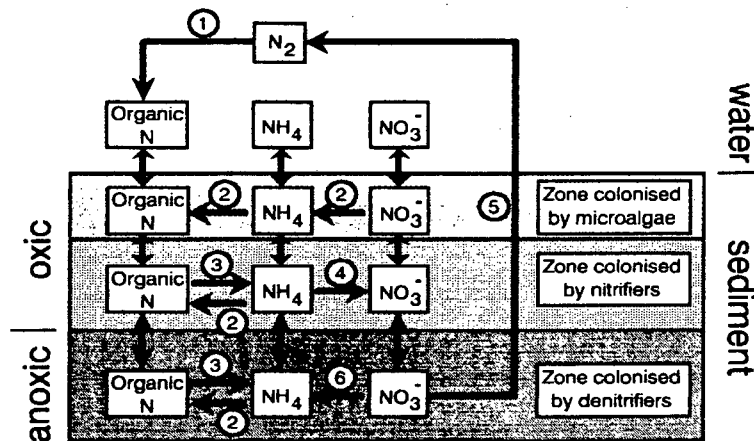 ①
N₂
Organic
N
NH₄
NO₃⁻
water
Organic
N
②
NH₄
②
NO₃⁻
⑤
Zone colonised
by microalgae
oxic
Organic
N
③
NH₄
④
NO₃⁻
Zone colonised
by nitrifiers
sediment
②
anoxic
Organic
N
③
②
NH₄
⑥
NO₃⁻
Zone colonised
by denitrifiers